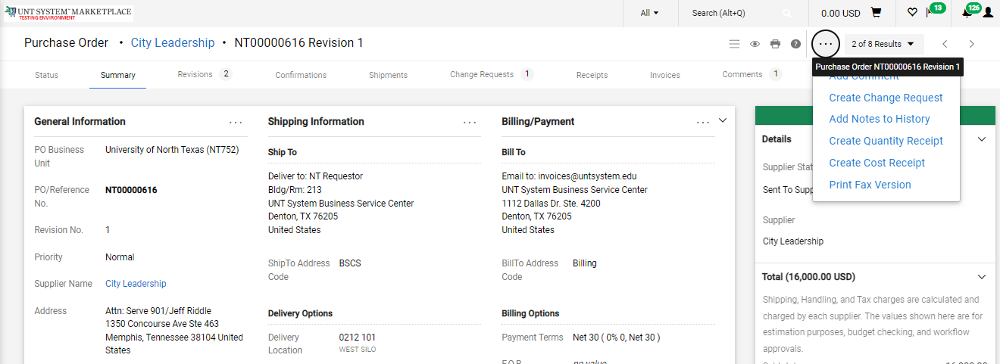 UNT SYSTEM™ MARKETPLACE
TESTING ENVIRONMENT
All
Search (Alt+Q)
0.00 USD
13
126
Purchase Order • City Leadership • NT00000616 Revision 1
2 of 8 Results
Purchase Order NT00000616 Revision 1
Status
Summary
Revisions 2
Confirmations
Shipments
Change Requests 1
Receipts
Invoices
Comments 1
Add Comment
Create Change Request
Add Notes to History
Create Quantity Receipt
Create Cost Receipt
Print Fax Version
General Information
PO Business Unit
University of North Texas (NT752)
PO/Reference No.
NT00000616
Revision No.
1
Priority
Normal
Supplier Name
City Leadership
Address
Attn: Serve 901/Jeff Riddle
1350 Concourse Ave Ste 463
Memphis, Tennessee 38104 United
States
Shipping Information
Ship To
Deliver to: NT Requestor
Bldg/Rm: 213
UNT System Business Service Center
Denton, TX 76205
United States
ShipTo Address Code
BSCS
Delivery Options
Delivery Location
0212 101
WEST SILO
Billing/Payment
Bill To
Email to: invoices@untsystem.edu
UNT System Business Service Center
1112 Dallas Dr. Ste. 4200
Denton, TX 76205
United States
BillTo Address Code
Billing
Billing Options
Payment Terms
Net 30 ( 0% 0, Net 30 )
F.O.B.
no value
Details
Supplier Stat
Sent To Supp
Supplier
City Leadership
Total (16,000.00 USD)
Shipping, Handling, and Tax charges are calculated and
charged by each supplier. The values shown here are for
estimation purposes, budget checking, and workflow
approvals.